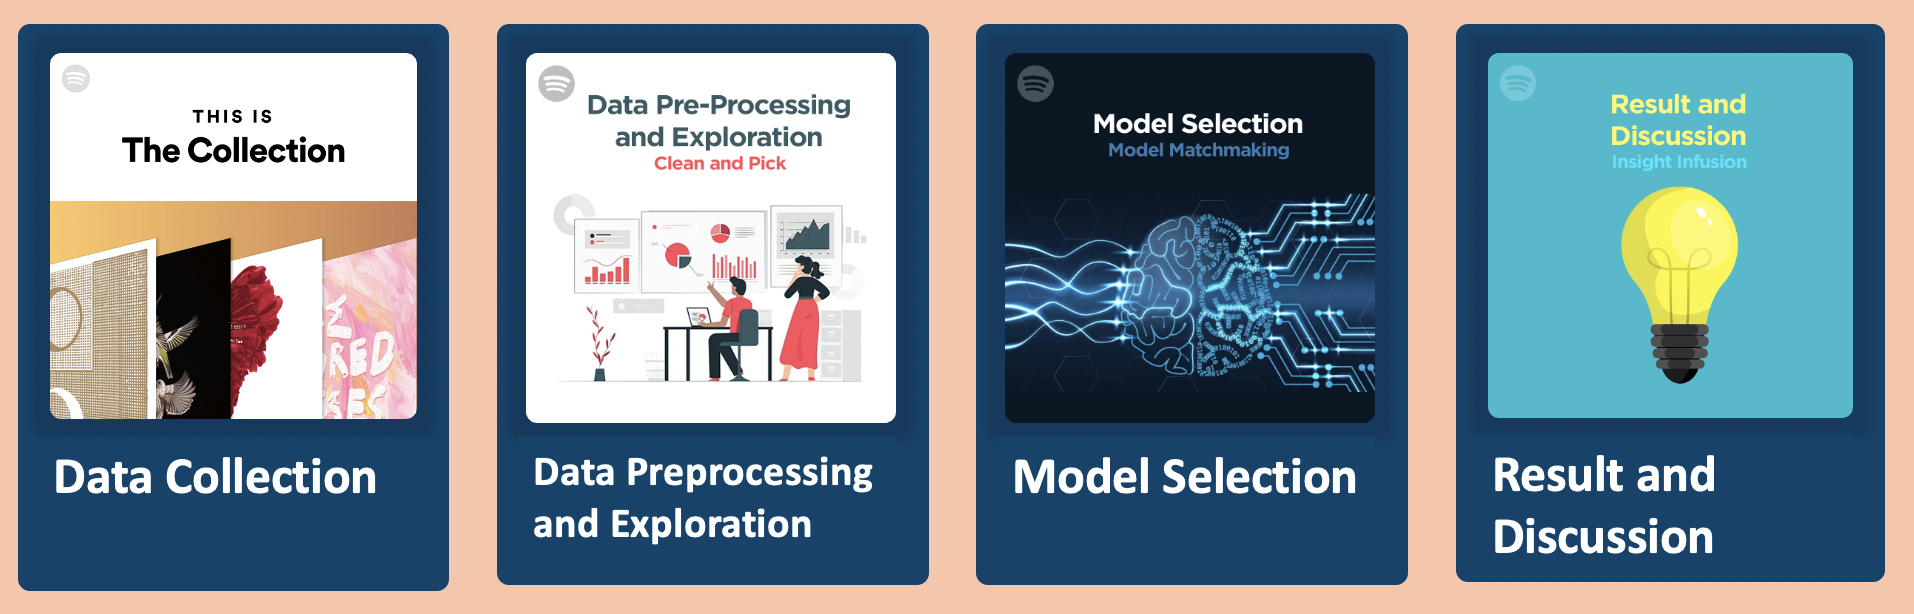 THIS IS
The Collection
Data Collection
Data Pre-Processing
and Exploration
Clean and Pick
Data Preprocessing
and Exploration
Model Selection
Model Matchmaking
Model Selection
Result and
Discussion
Insight Infusion
Result and
Discussion